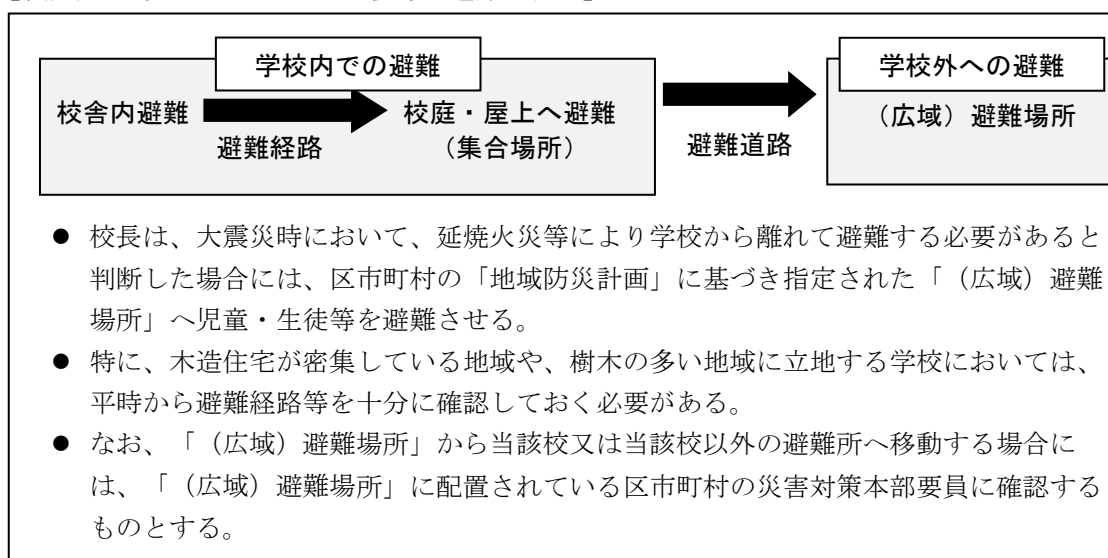 学校内での避難
学校外への避難
校舎内避難
校庭・屋上へ避難
(広域)避難場所
避難経路
(集合場所)
避難道路
● 校長は、大震災時において、延焼火災等により学校から離れて避難する必要があると
判断した場合には、区市町村の「地域防災計画」に基づき指定された「(広域)避難
場所」へ児童・生徒等を避難させる。
● 特に、木造住宅が密集している地域や、樹木の多い地域に立地する学校においては、
平時から避難経路等を十分に確認しておく必要がある。
● なお、「(広域)避難場所」から当該校又は当該校以外の避難所へ移動する場合に
は、「(広域)避難場所」に配置されている区市町村の災害対策本部要員に確認する
ものとする。